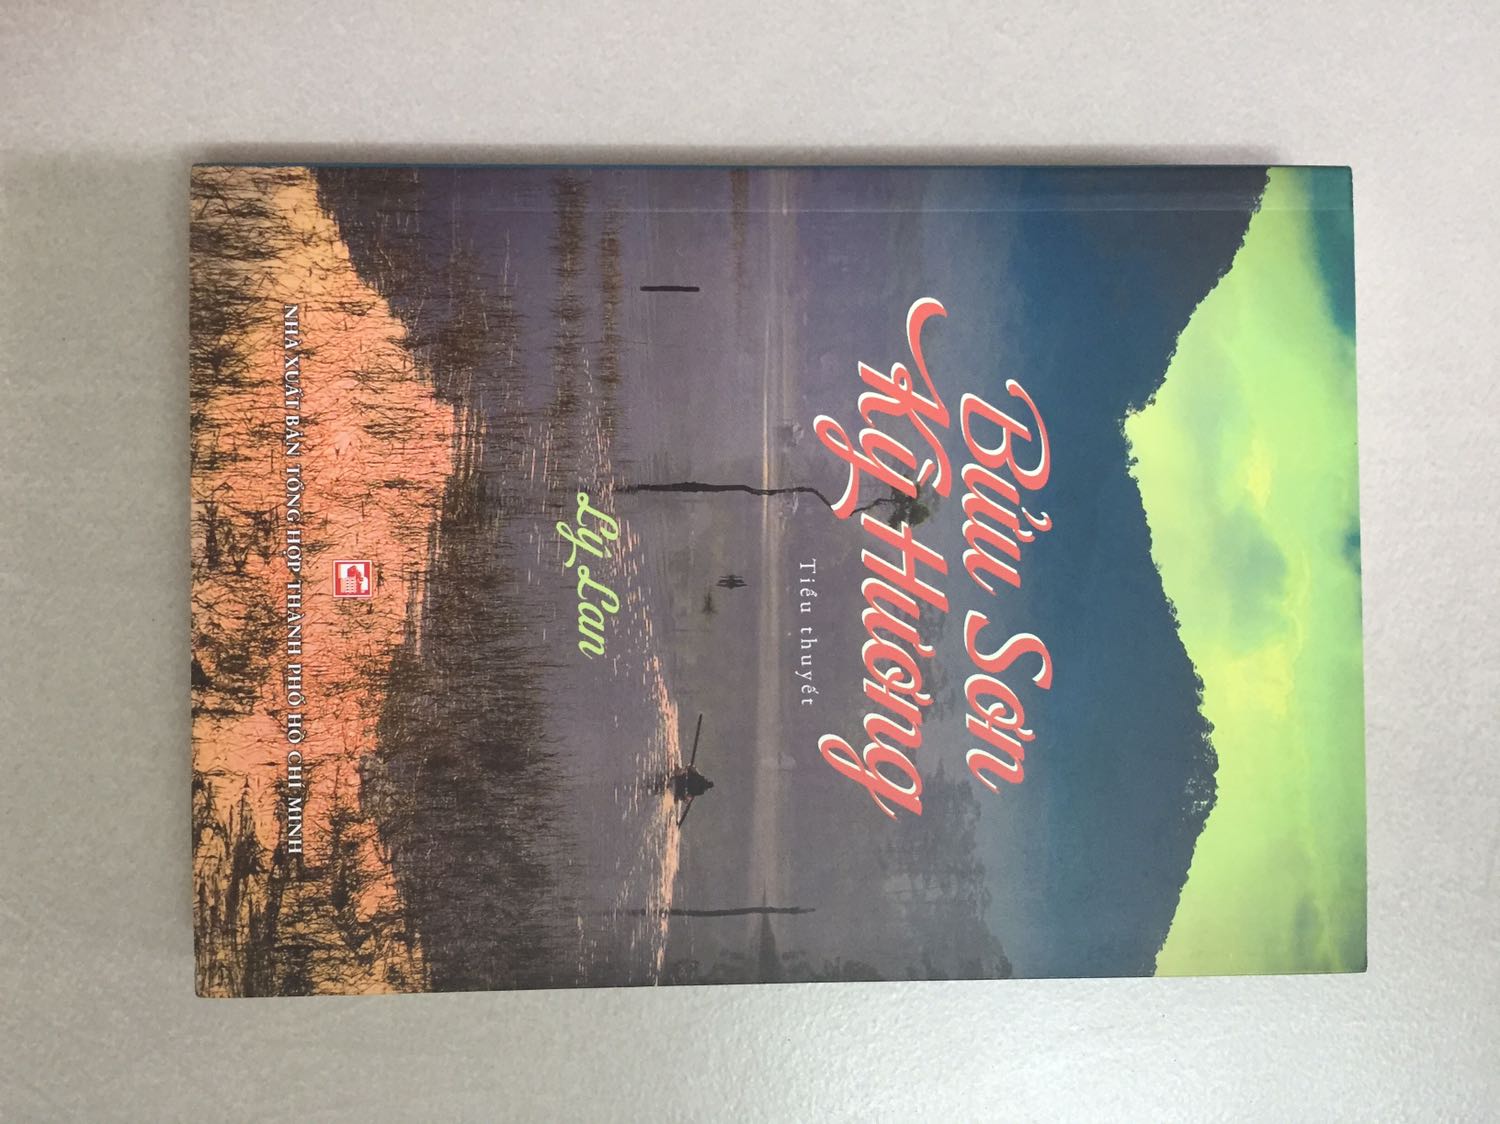 Bửu Sơn
Kỳ Hương
Tiểu thuyết
Lý Lan
NHÀ XUẤT BẢN TỔNG HỢP THÀNH PHỐ HỒ CHÍ MINH